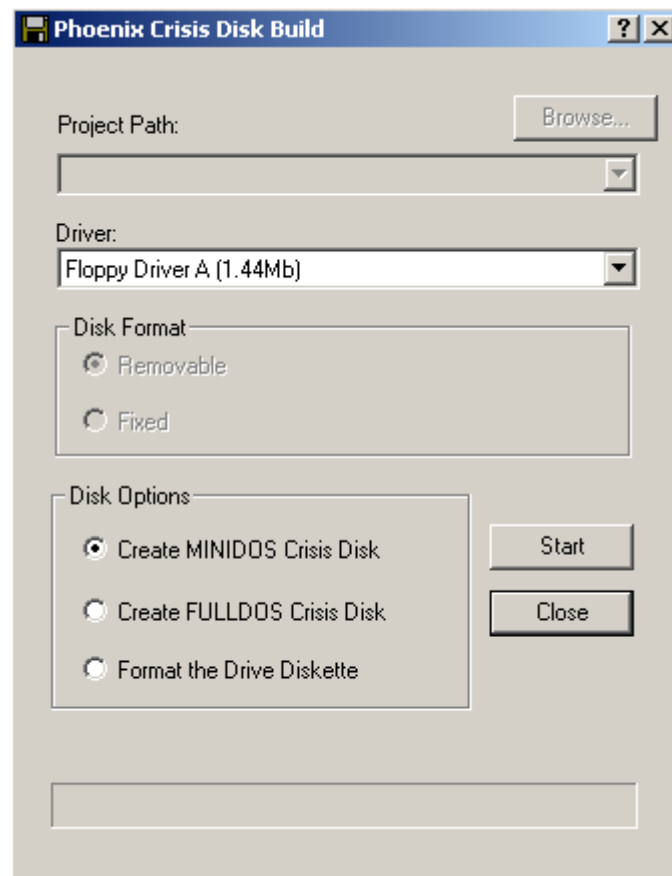 Phoenix Crisis Disk Build
Browse...
Project Path:
Driver:
Floppy Driver A (1.44Mb)
Disk Format
Removable
Fixed
Disk Options
Create MINIDOS Crisis Disk
Start
Create FULLDOS Crisis Disk
Close
Format the Drive Diskette